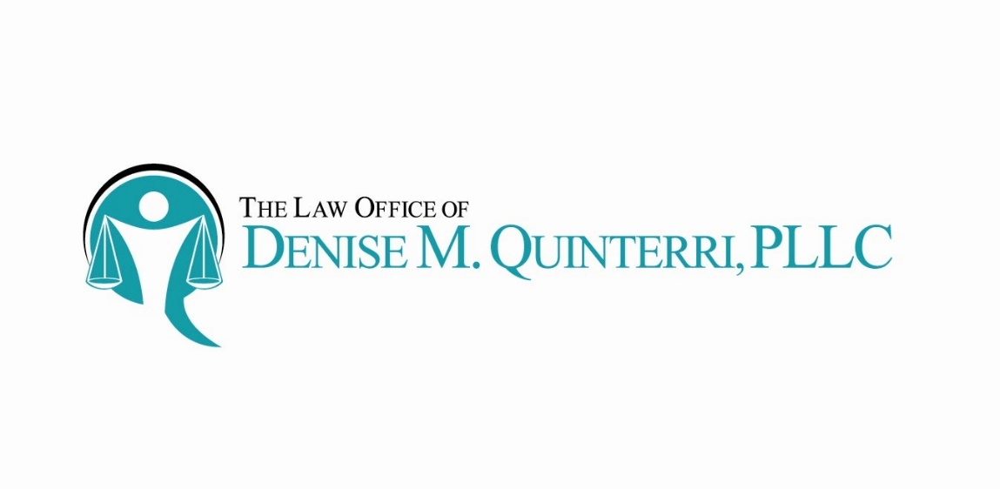 The Law Office of
Denise M. Quinterri, PLLC